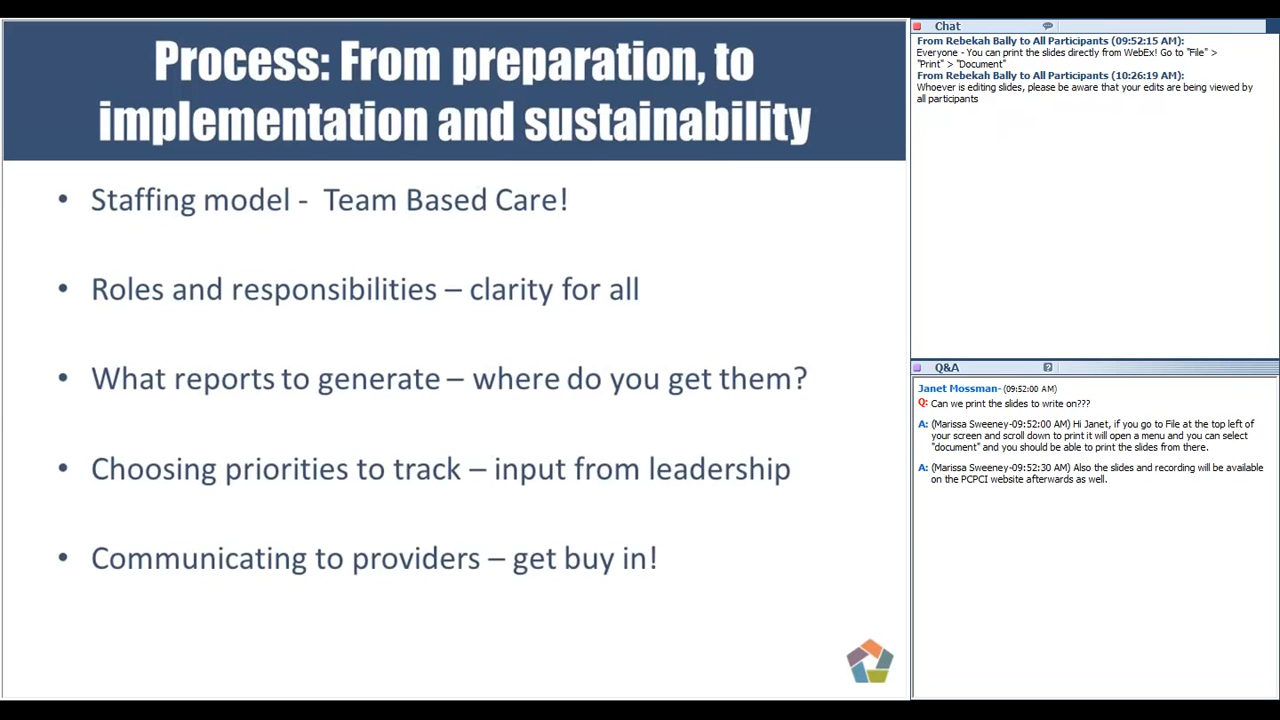 Process: From preparation, to
implementation and sustainability
• Staffing model - Team Based Care!
• Roles and responsibilities – clarity for all
• What reports to generate – where do you get them?
• Choosing priorities to track – input from leadership
• Communicating to providers – get buy in!
Chat
From Rebekah Bally to All Participants (09:52:15 AM):
Everyone - You can print the slides directly from WebEx! Go to "File" >
"Print" > "Document"
From Rebekah Bally to All Participants (10:26:19 AM):
Whoever is editing slides, please be aware that your edits are being viewed by
all participants
Q&A
Janet Mossman- (09:52:00 AM)
Q: Can we print the slides to write on???
A: (Marissa Sweeney-09:52:00 AM) Hi Janet, if you go to File at the top left of
your screen and scroll down to print it will open a menu and you can select
"document" and you should be able to print the slides from there.
A: (Marissa Sweeney-09:52:30 AM) Also the slides and recording will be available
on the PCPCI website afterwards as well.